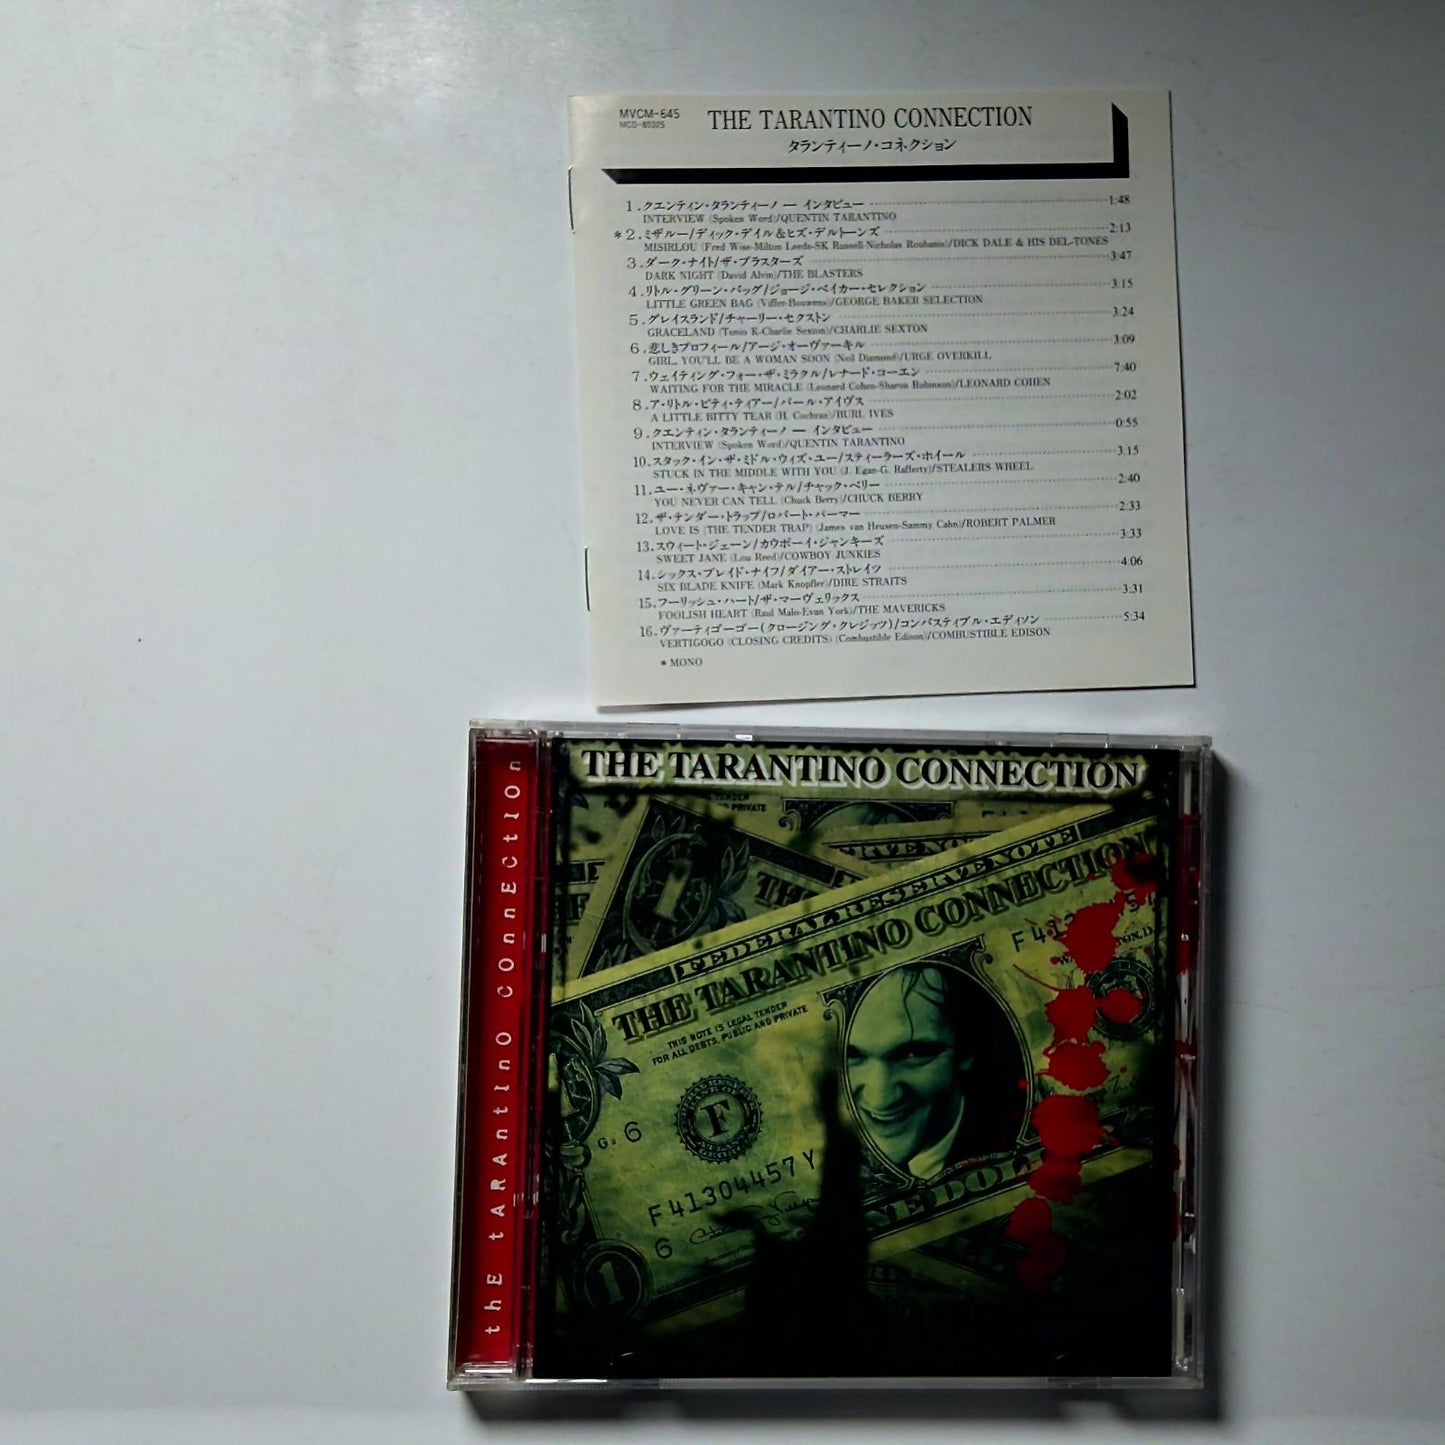 MVCM-645
MCD-80325
THE TARANTINO CONNECTION
タランティーノ・コネクション
1.クエンティン・タランティーノ ― インタビュー 1:48
INTERVIEW (Spoken Word)/QUENTIN TARANTINO
*2.ミザルー/ディック・デイル&ヒズ・デルトーンズ 2:13
MISIRLOU (Fred Wise-Milton Leeds-SK Russell-Nicholas Roubanis)/DICK DALE & HIS DEL-TONES
3.ダーク・ナイト/ザ・ブラスターズ 3:47
DARK NIGHT (David Alvin)/THE BLASTERS
4.リトル・グリーン・バッグ/ジョージ・ベイカー・セレクション 3:15
LITTLE GREEN BAG (Visser-Bouwens)/GEORGE BAKER SELECTION
5.グレイスランド/チャーリー・セクストン 3:24
GRACELAND (Tonio K-Charlie Sexton)/CHARLIE SEXTON
6.悲しきプロフィール/アージ・オーヴァーキル 3:09
GIRL, YOU'LL BE A WOMAN SOON (Neil Diamond)/URGE OVERKILL
7.ウェイティング・フォー・ザ・ミラクル/レナード・コーエン 7:40
WAITING FOR THE MIRACLE (Leonard Cohen-Sharon Robinson)/LEONARD COHEN
8.ア・リトル・ビティ・ティアー/バール・アイヴス 2:02
A LITTLE BITTY TEAR (H. Cochran)/BURL IVES
9.クエンティン・タランティーノ ― インタビュー 0:55
INTERVIEW (Spoken Word)/QUENTIN TARANTINO
10.スタック・イン・ザ・ミドル・ウィズ・ユー/スティーラーズ・ホイール 3:15
STUCK IN THE MIDDLE WITH YOU (J. Egan-G. Rafferty)/STEALERS WHEEL
11.ユー・ネヴァー・キャン・テル/チャック・ベリー 2:40
YOU NEVER CAN TELL (Chuck Berry)/CHUCK BERRY
12.ザ・テンダー・トラップ/ロバート・パーマー 2:33
LOVE IS (THE TENDER TRAP) (James van Heusen-Sammy Cahn)/ROBERT PALMER
13.スウィート・ジェーン/カウボーイ・ジャンキーズ 3:33
SWEET JANE (Lou Reed)/COWBOY JUNKIES
14.シックス・ブレイド・ナイフ/ダイアー・ストレイツ 4:06
SIX BLADE KNIFE (Mark Knopfler)/DIRE STRAITS
15.フーリッシュ・ハート/ザ・マーヴェリックス 3:31
FOOLISH HEART (Raul Malo-Evan York)/THE MAVERICKS
16.ヴァーティゴーゴー(クロージング・クレジッツ)/コンバスティブル・エディソン 5:34
VERTIGOGO (CLOSING CREDITS) (Combustible Edison)/COMBUSTIBLE EDISON
* MONO
thE tARAntInO COnnECtIOn
THE TARANTINO CONNECTION
FEDERAL RESERVE NOTE
THE TARANTINO CONNECTION
THIS NOTE IS LEGAL TENDER
FOR ALL DEBTS, PUBLIC AND PRIVATE
F
G 6
F41304457Y
6
1